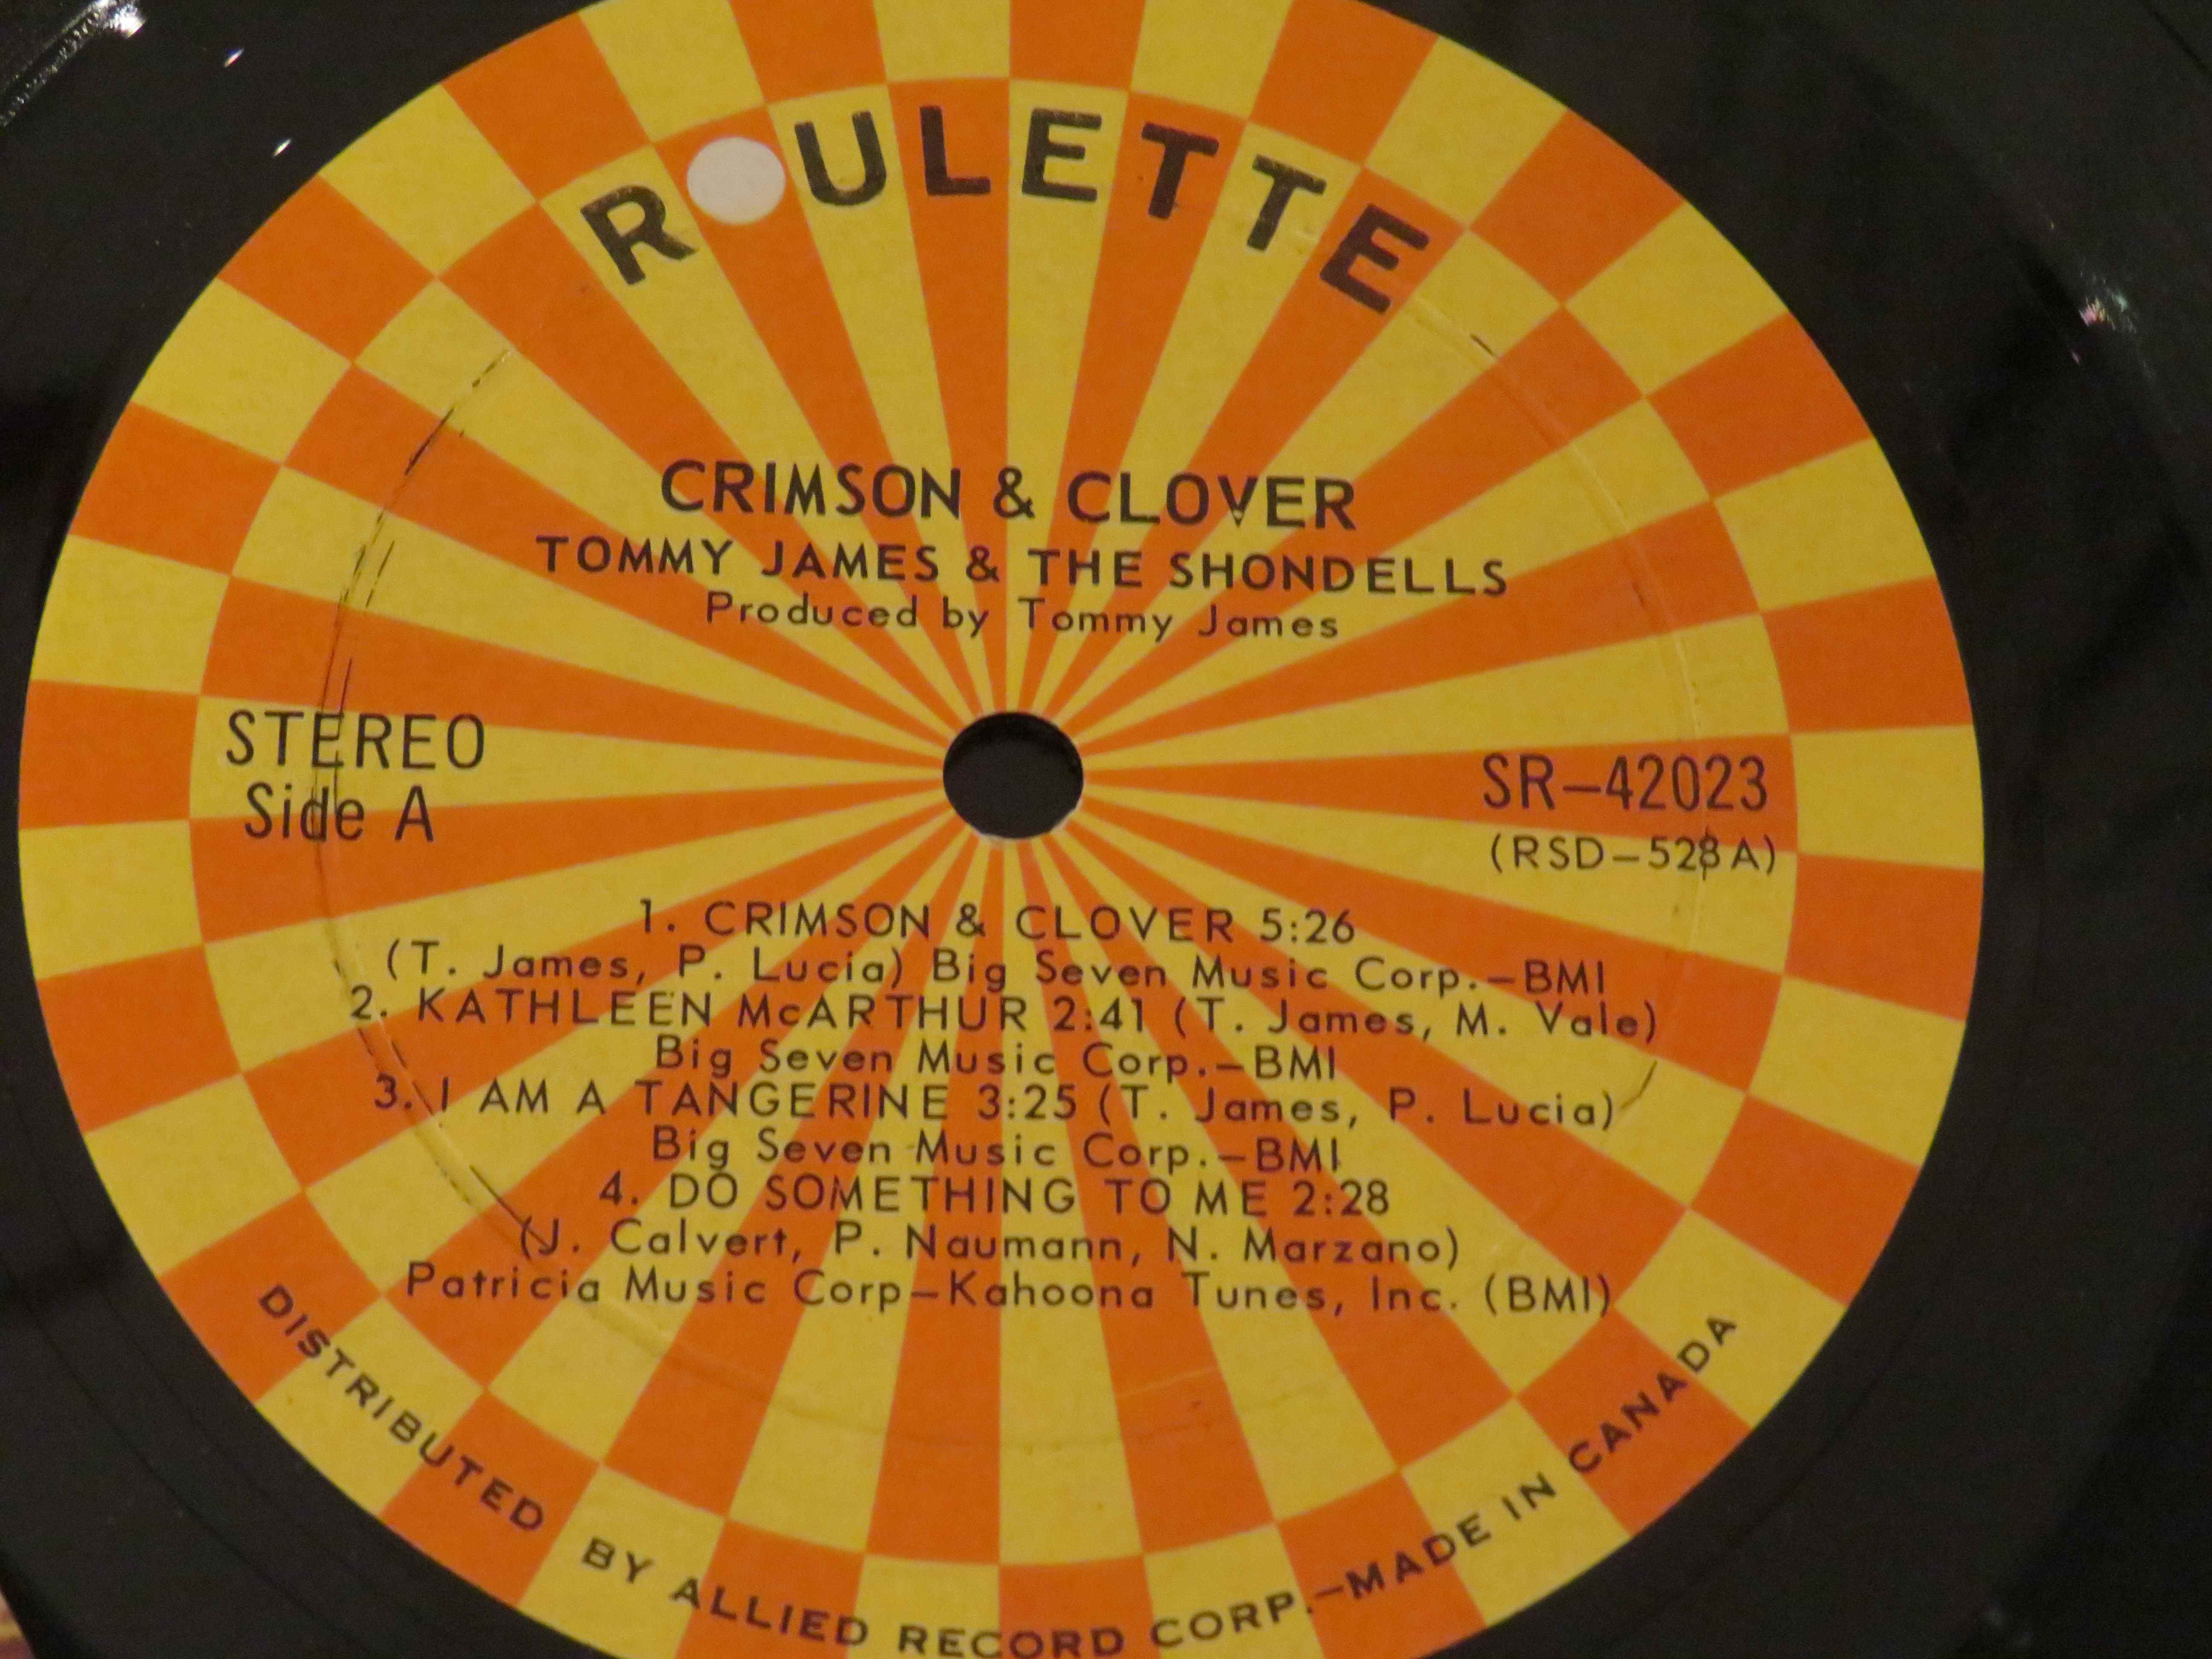 ROULETTE
CRIMSON & CLOVER
TOMMY JAMES & THE SHONDELLS
Produced by Tommy James
STEREO
Side A
SR-42023
(RSD-528A)
1. CRIMSON & CLOVER 5:26
(T. James, P. Lucia) Big Seven Music Corp.-BMI
2. KATHLEEN McARTHUR 2:41 (T. James, M. Vale)
Big Seven Music Corp.-BMI
3. I AM A TANGERINE 3:25 (T. James, P. Lucia)
Big Seven Music Corp.-BMI
4. DO SOMETHING TO ME 2:28
(J. Calvert, P. Naumann, N. Marzano)
Patricia Music Corp-Kahoona Tunes, Inc. (BMI)
DISTRIBUTED BY ALLIED RECORD CORP.-MADE IN CANADA